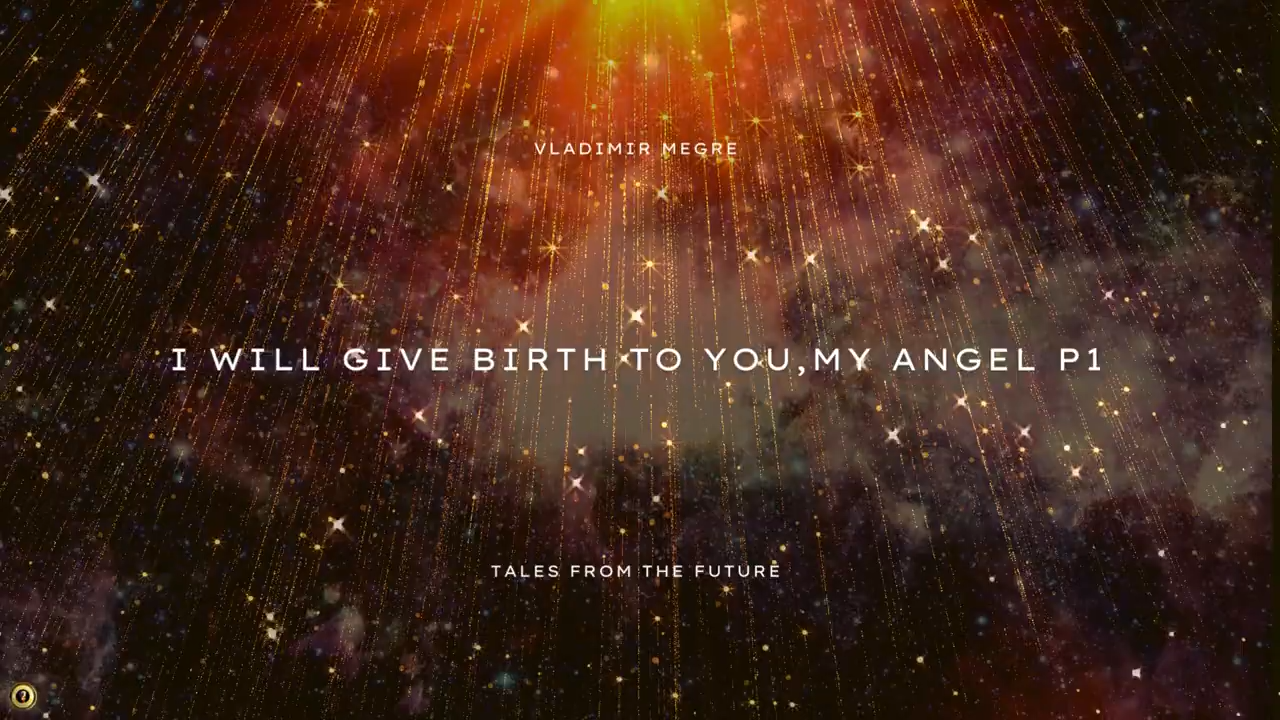 VLADIMIR MEGRE
I WILL GIVE BIRTH TO YOU,MY ANGEL P1
TALES FROM THE FUTURE